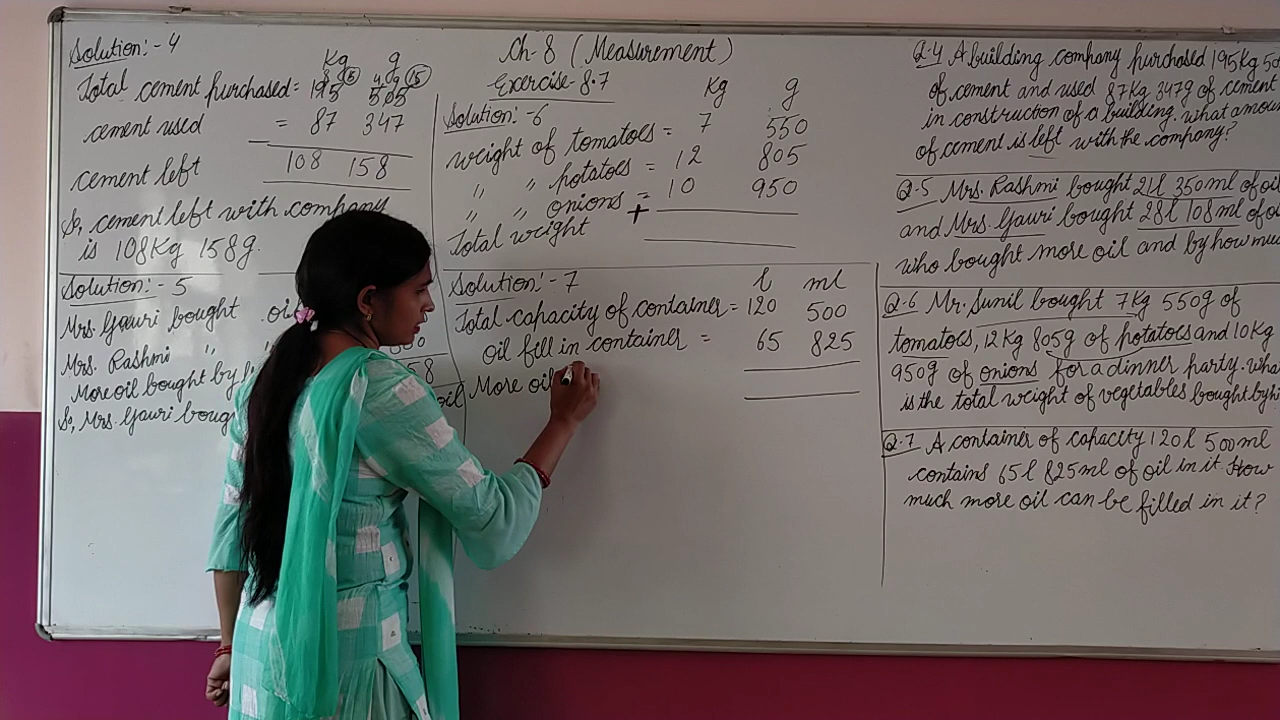 Solution:- 4
Kg g
Total cement purchased = 195 505
cement used = 87 347
cement left 108 158
So, cement left with company
is 108Kg 158g.
Solution:- 5
Mrs. Gauri bought oil
Mrs. Rashmi " "
More oil bought by
58
So, Mrs. Gauri boug
oil
Ch-8 (Measurement)
Exercise-8.7
Kg g
Solution:-6
weight of tomatoes = 7 550
" " potatoes = 12 805
" " onions = 10 950
+
Total weight
Solution:- 7
l ml
Total capacity of container = 120 500
oil fill in container = 65 825
More oil
Q.4 A building company purchased 195Kg 50
of cement and used 87Kg 347g of cement
in construction of a building. what amou
of cement is left with the company?
Q.5 Mrs. Rashmi bought 21l 350ml of oil
and Mrs. Gauri bought 28l 108ml of oi
who bought more oil and by how muc
Q.6 Mr. Sunil bought 7Kg 550g of
tomatoes, 12Kg 805g of potatoes and 10Kg
950g of onions for a dinner party. wha
is the total weight of vegetables bought by hi
Q.7 A container of capacity 120l 500ml
contains 65l 825ml of oil in it. How
much more oil can be filled in it?